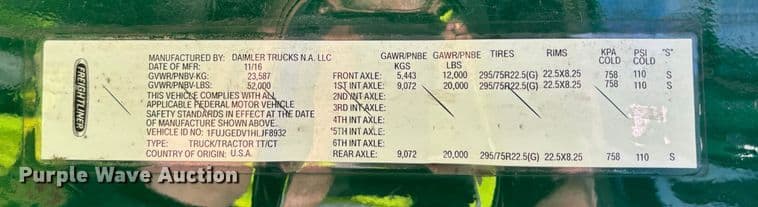 FREIGHTLINER
MANUFACTURED BY: DAIMLER TRUCKS N.A. LLC GAWR/PNBE GAWR/PNBE TIRES RIMS KPA PSI "S"
DATE OF MFR: 11/16 KGS LBS COLD COLD
GVWR/PNBV-KG: 23,587 FRONT AXLE: 5,443 12,000 295/75R22.5(G) 22.5X8.25 758 110 S
GVWR/PNBV-LBS: 52,000 1ST INT AXLE: 9,072 20,000 295/75R22.5(G) 22.5X8.25 758 110 S
THIS VEHICLE COMPLIES WITH ALL 2ND INT AXLE:
APPLICABLE FEDERAL MOTOR VEHICLE 3RD INT AXLE:
SAFETY STANDARDS IN EFFECT AT THE DATE 4TH INT AXLE:
OF MANUFACTURE SHOWN ABOVE.
VEHICLE ID NO: 1FUJGEDV1HLJF8932 5TH INT AXLE:
TYPE: TRUCK/TRACTOR TT/CT 6TH INT AXLE:
COUNTRY OF ORIGIN: U.S.A. REAR AXLE: 9,072 20,000 295/75R22.5(G) 22.5X8.25 758 110 S
Purple Wave Auction